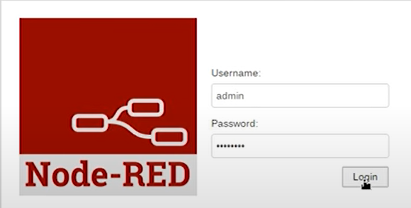 Username:
admin
Password:
••••••••
Login
Node-RED